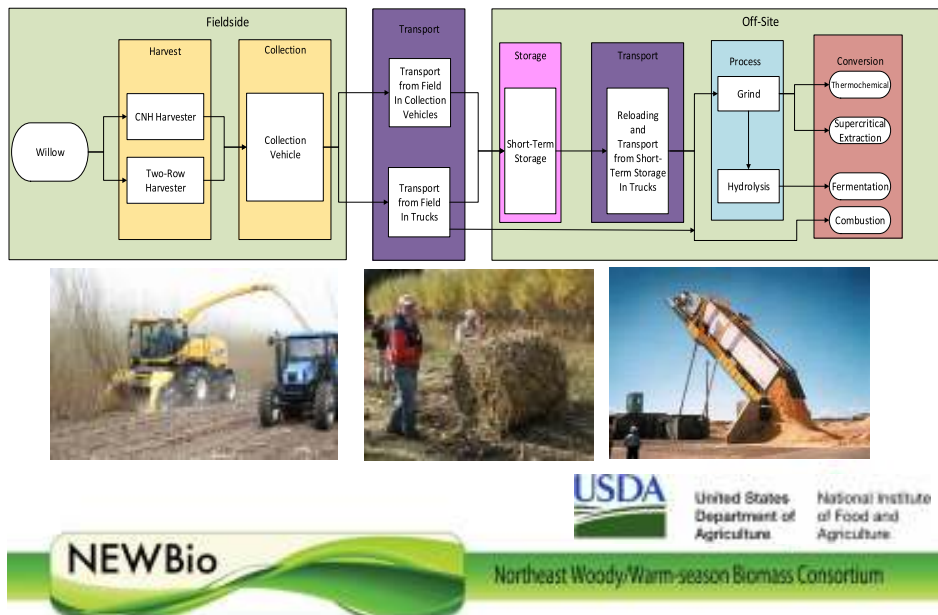 Fieldside
Off-Site
Harvest
Collection
Transport
Storage
Transport
Process
Conversion
Willow
CNH Harvester
Two-Row
Harvester
Collection
Vehicle
Transport
from Field
In Collection
Vehicles
Transport
from Field
In Trucks
Short-Term
Storage
Reloading
and
Transport
from Short-
Term Storage
In Trucks
Grind
Hydrolysis
Thermochemical
Supercritical
Extraction
Fermentation
Combustion
USDA
United States
Department of
Agriculture
National Institute
of Food and
Agriculture
NEWBio
Northeast Woody/Warm-season Biomass Consortium